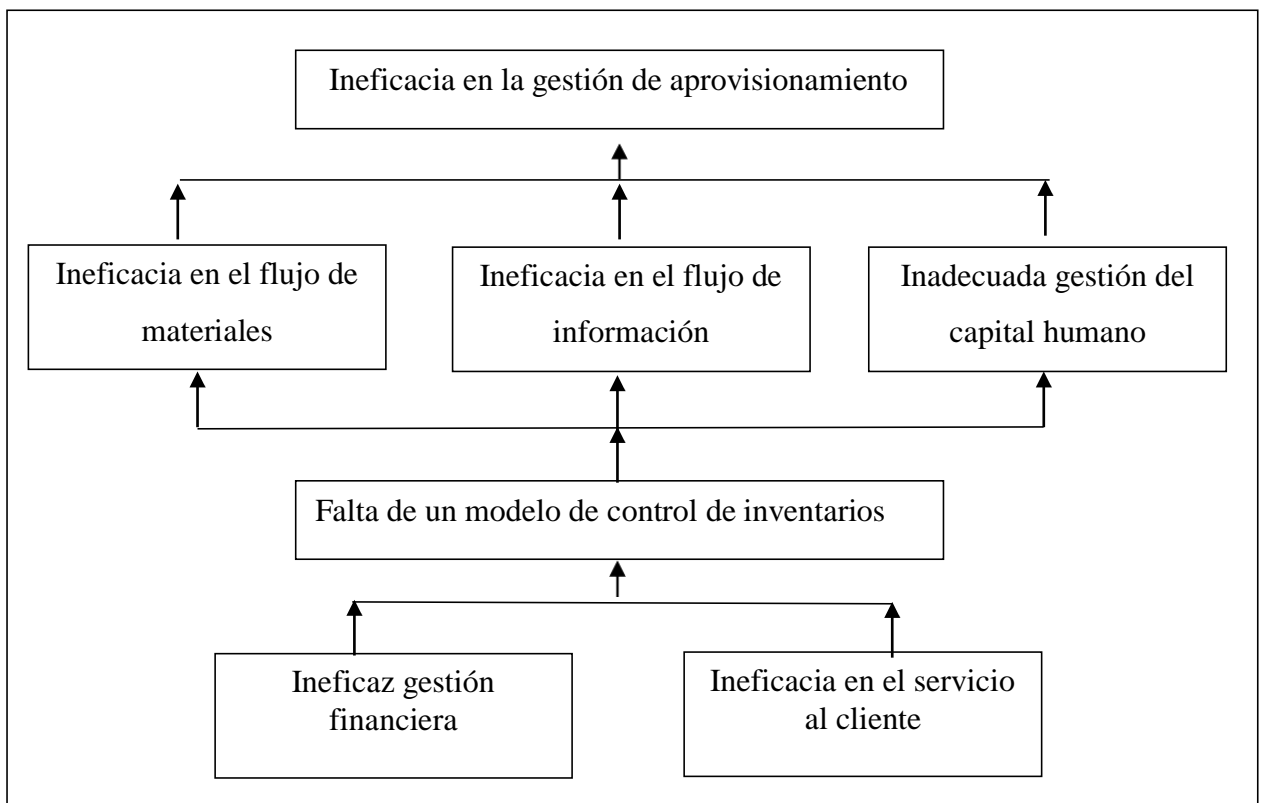 Ineficacia en la gestión de aprovisionamiento
Ineficacia en el flujo de
materiales
Ineficacia en el flujo de
información
Inadecuada gestión del
capital humano
Falta de un modelo de control de inventarios
Ineficaz gestión
financiera
Ineficacia en el servicio
al cliente